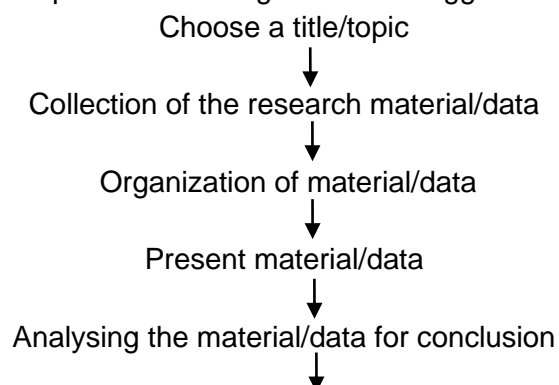 Choose a title/topic
Collection of the research material/data
Organization of material/data
Present material/data
Analysing the material/data for conclusion